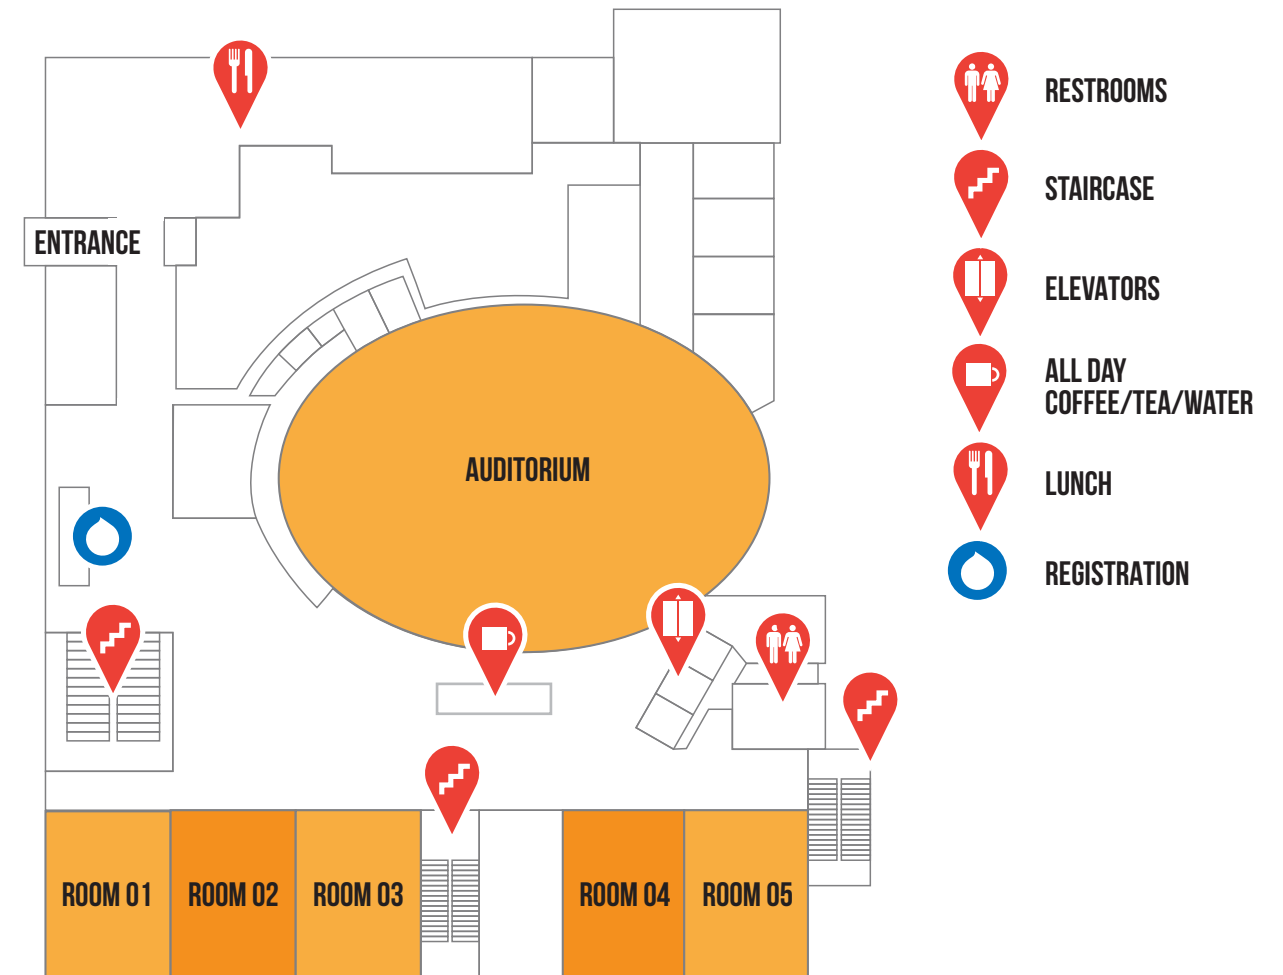 ENTRANCE
AUDITORIUM
ROOM 01
ROOM 02
ROOM 03
ROOM 04
ROOM 05
RESTROOMS
STAIRCASE
ELEVATORS
ALL DAY
COFFEE/TEA/WATER
LUNCH
REGISTRATION